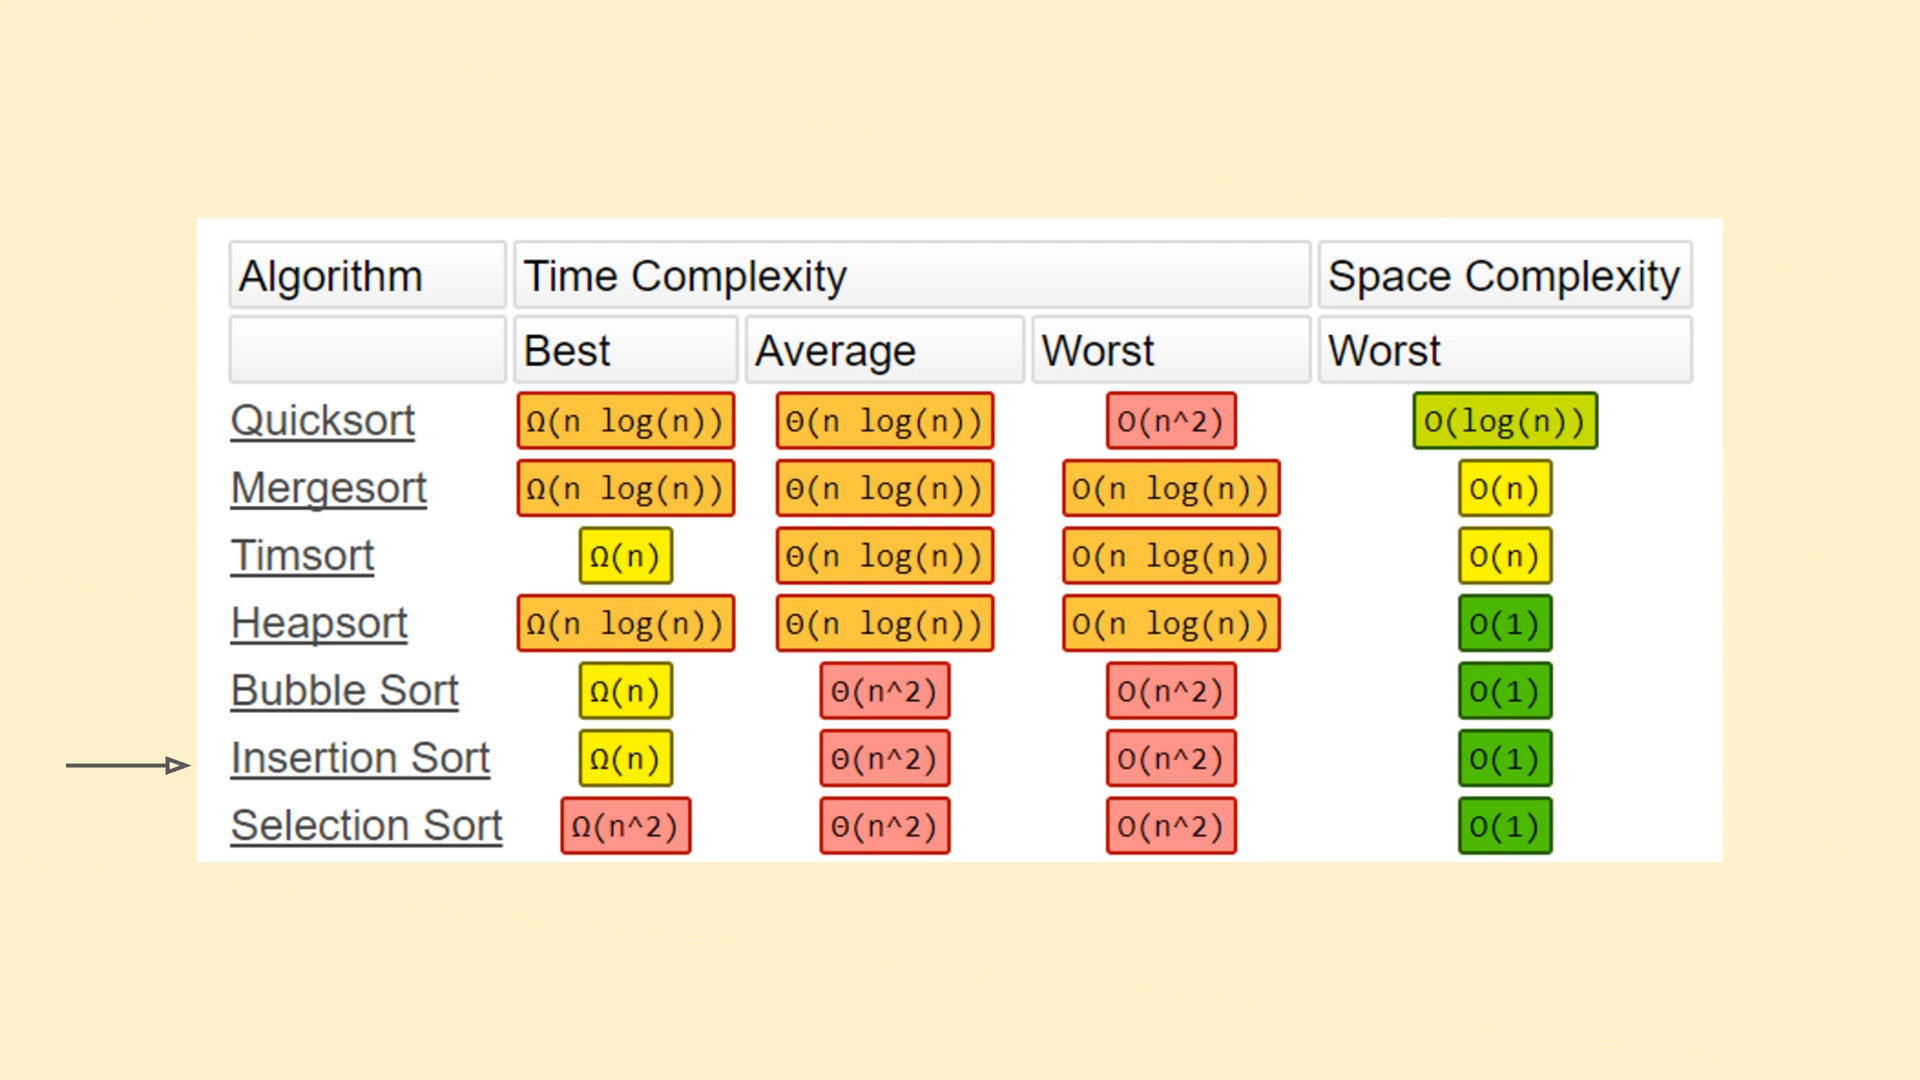 Algorithm Time Complexity Space Complexity
Best Average Worst Worst
Quicksort Ω(n log(n)) Θ(n log(n)) O(n^2) O(log(n))
Mergesort Ω(n log(n)) Θ(n log(n)) O(n log(n)) O(n)
Timsort Ω(n) Θ(n log(n)) O(n log(n)) O(n)
Heapsort Ω(n log(n)) Θ(n log(n)) O(n log(n)) O(1)
Bubble Sort Ω(n) Θ(n^2) O(n^2) O(1)
Insertion Sort Ω(n) Θ(n^2) O(n^2) O(1)
Selection Sort Ω(n^2) Θ(n^2) O(n^2) O(1)